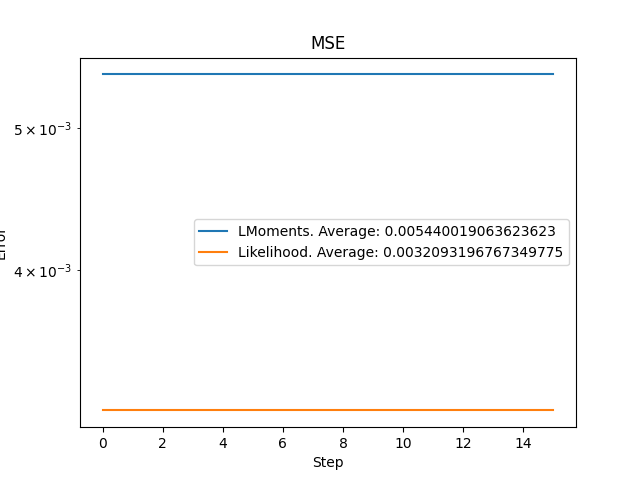 MSE
5 × 10⁻³
4 × 10⁻³
Error
LMoments. Average: 0.005440019063623623
Likelihood. Average: 0.0032093196767349775
0 2 4 6 8 10 12 14
Step